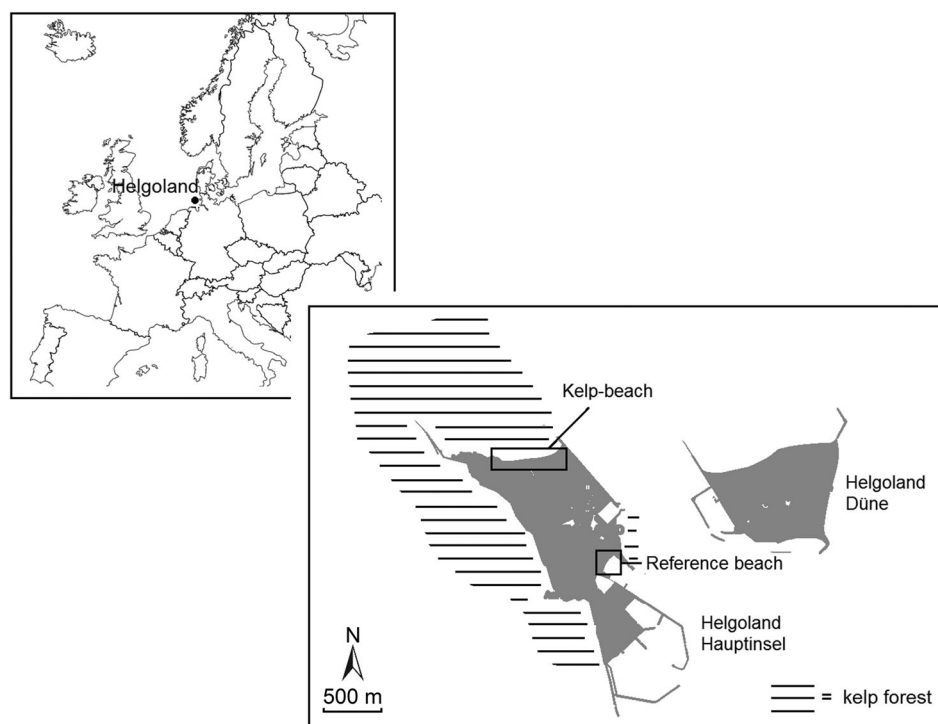 Helgoland
Kelp-beach
Helgoland
Düne
Reference beach
Helgoland
Hauptinsel
N
500 m
= kelp forest